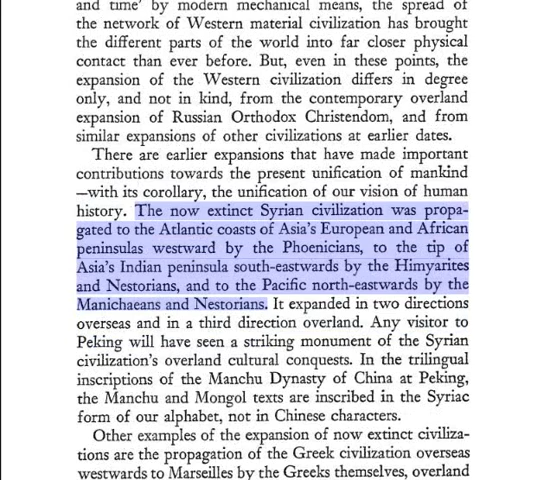 and time' by modern mechanical means, the spread of
the network of Western material civilization has brought
the different parts of the world into far closer physical
contact than ever before. But, even in these points, the
expansion of the Western civilization differs in degree
only, and not in kind, from the contemporary overland
expansion of Russian Orthodox Christendom, and from
similar expansions of other civilizations at earlier dates.
There are earlier expansions that have made important
contributions towards the present unification of mankind
—with its corollary, the unification of our vision of human
history. The now extinct Syrian civilization was propa-
gated to the Atlantic coasts of Asia's European and African
peninsulas westward by the Phoenicians, to the tip of
Asia's Indian peninsula south-eastwards by the Himyarites
and Nestorians, and to the Pacific north-eastwards by the
Manichaeans and Nestorians. It expanded in two directions
overseas and in a third direction overland. Any visitor to
Peking will have seen a striking monument of the Syrian
civilization's overland cultural conquests. In the trilingual
inscriptions of the Manchu Dynasty of China at Peking,
the Manchu and Mongol texts are inscribed in the Syriac
form of our alphabet, not in Chinese characters.
Other examples of the expansion of now extinct civiliza-
tions are the propagation of the Greek civilization overseas
westwards to Marseilles by the Greeks themselves, overland